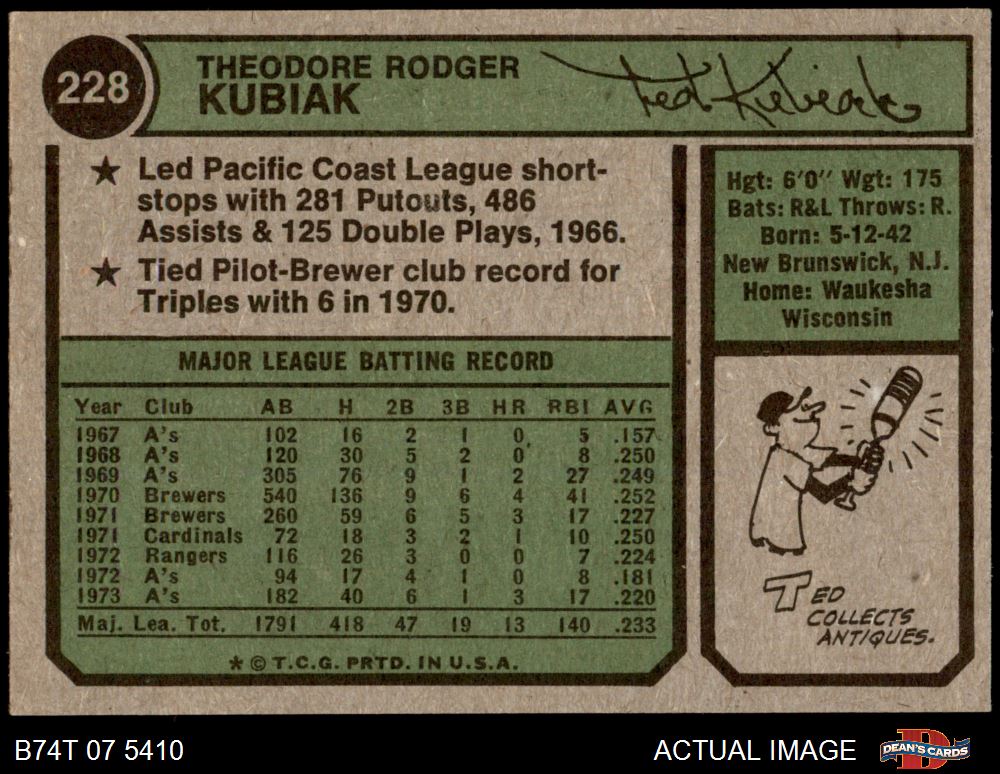 228
THEODORE RODGER
KUBIAK
Ted Kubiak
★ Led Pacific Coast League short-
stops with 281 Putouts, 486
Assists & 125 Double Plays, 1966.
★ Tied Pilot-Brewer club record for
Triples with 6 in 1970.
Hgt: 6'0" Wgt: 175
Bats: R&L Throws: R.
Born: 5-12-42
New Brunswick, N.J.
Home: Waukesha
Wisconsin
MAJOR LEAGUE BATTING RECORD
Year Club AB H 2B 3B HR RBI AVG
1967 A's 102 16 2 1 0 5 .157
1968 A's 120 30 5 2 0 8 .250
1969 A's 305 76 9 1 2 27 .249
1970 Brewers 540 136 9 6 4 41 .252
1971 Brewers 260 59 6 5 3 17 .227
1971 Cardinals 72 18 3 2 1 10 .250
1972 Rangers 116 26 3 0 0 7 .224
1972 A's 94 17 4 1 0 8 .181
1973 A's 182 40 6 1 3 17 .220
Maj. Lea. Tot. 1791 418 47 19 13 140 .233
★ © T.C.G. PRTD. IN U.S.A.
TED
COLLECTS
ANTIQUES.
B74T 07 5410
ACTUAL IMAGE
DEAN'S CARDS